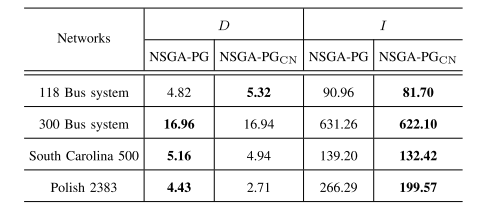 Networks D I
NSGA-PG NSGA-PG_CN NSGA-PG NSGA-PG_CN
118 Bus system 4.82 5.32 90.96 81.70
300 Bus system 16.96 16.94 631.26 622.10
South Carolina 500 5.16 4.94 139.20 132.42
Polish 2383 4.43 2.71 266.29 199.57